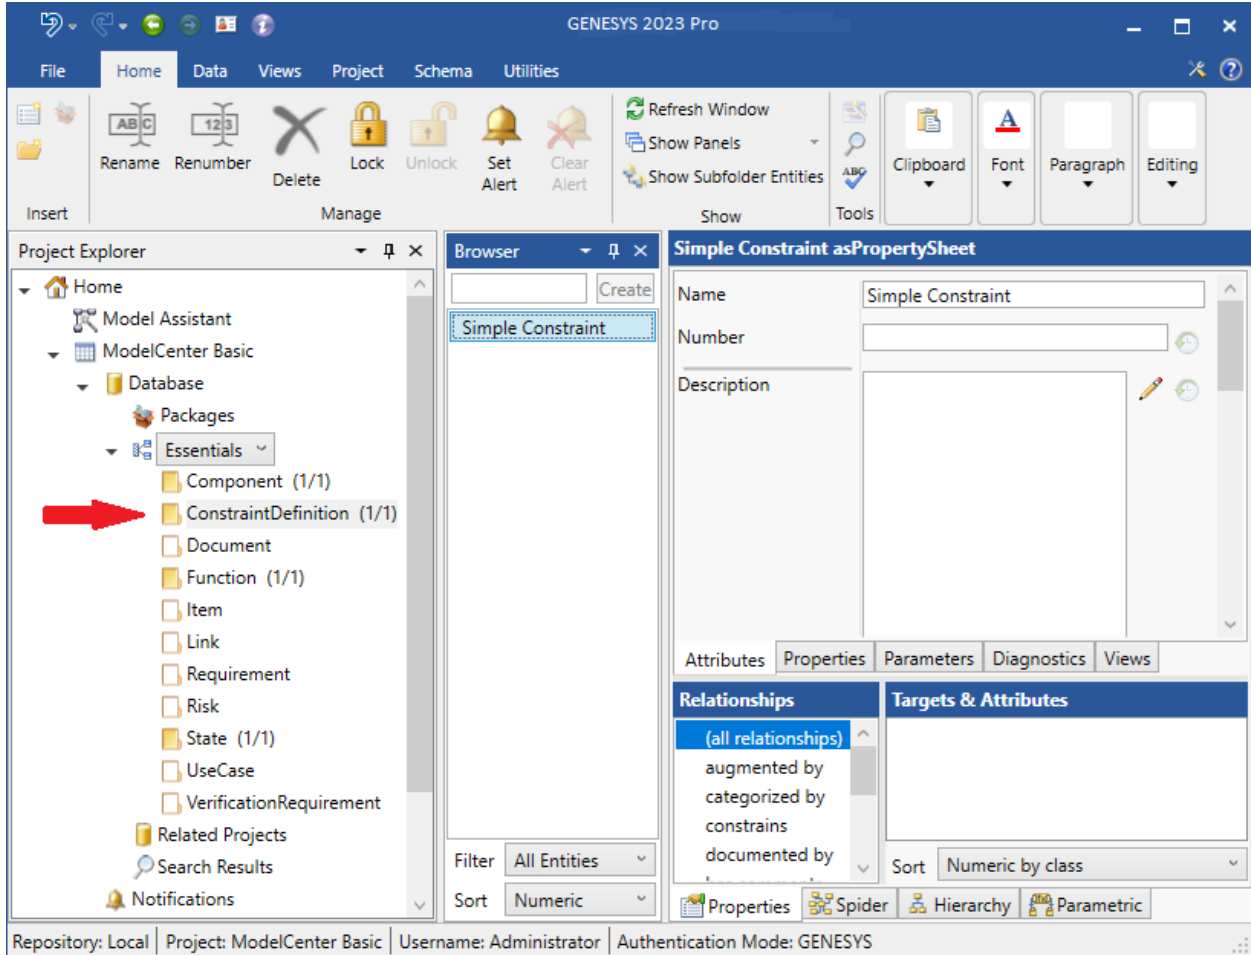 GENESYS 2023 Pro
File Home Data Views Project Schema Utilities
Rename Renumber Delete Lock Unlock Set Alert Clear Alert
Refresh Window
Show Panels
Show Subfolder Entities
Clipboard Font Paragraph Editing
Insert Manage Show Tools
Project Explorer
Home
Model Assistant
ModelCenter Basic
Database
Packages
Essentials
Component (1/1)
ConstraintDefinition (1/1)
Document
Function (1/1)
Item
Link
Requirement
Risk
State (1/1)
UseCase
VerificationRequirement
Related Projects
Search Results
Notifications
Browser
Create
Simple Constraint
Filter All Entities
Sort Numeric
Simple Constraint asPropertySheet
Name Simple Constraint
Number
Description
Attributes Properties Parameters Diagnostics Views
Relationships
(all relationships)
augmented by
categorized by
constrains
documented by
Targets & Attributes
Sort Numeric by class
Properties Spider Hierarchy Parametric
Repository: Local Project: ModelCenter Basic Username: Administrator Authentication Mode: GENESYS